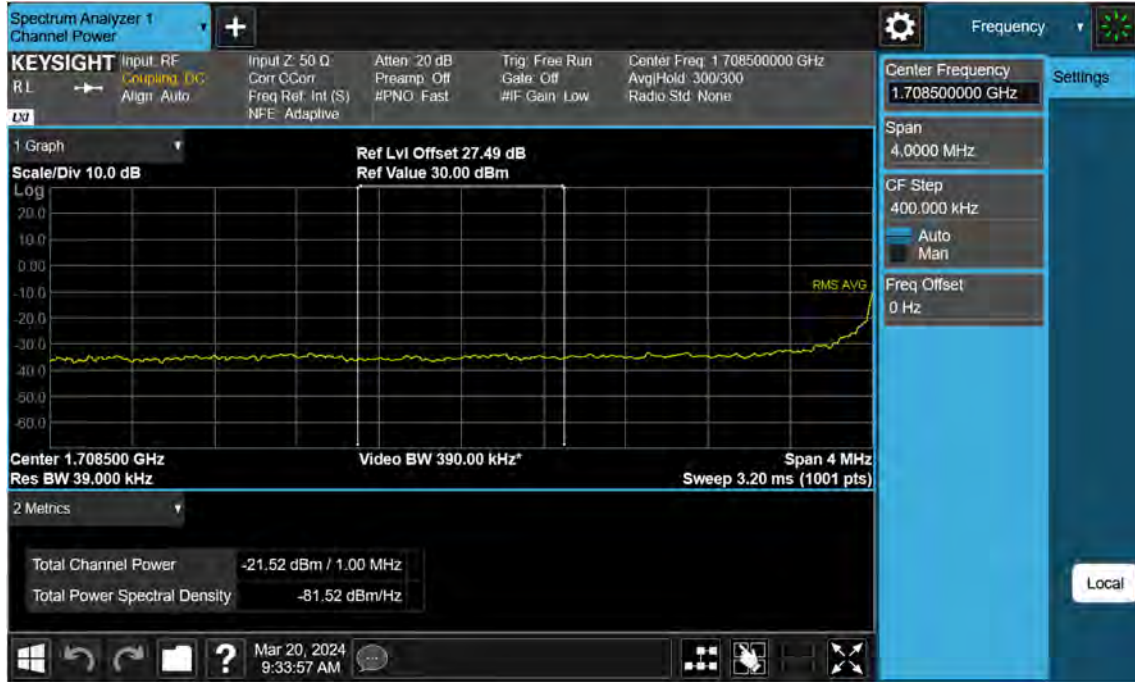 Spectrum Analyzer 1
Channel Power
+
Frequency
KEYSIGHT
RL
LXI
Input: RF
Coupling: DC
Align: Auto
Input Z: 50 Ω
Corr CCorr
Freq Ref: Int (S)
NFE: Adaptive
Atten: 20 dB
Preamp: Off
#PNO: Fast
Trig: Free Run
Gate: Off
#IF Gain: Low
Center Freq: 1.708500000 GHz
Avg|Hold: 300/300
Radio Std: None
Center Frequency
1.708500000 GHz
Settings
Span
4.0000 MHz
CF Step
400.000 kHz
Auto
Man
Freq Offset
0 Hz
1 Graph
Ref Lvl Offset 27.49 dB
Scale/Div 10.0 dB
Ref Value 30.00 dBm
Log
20.0
10.0
0.00
-10.0
RMS AVG
-20.0
-30.0
-40.0
-50.0
-60.0
Center 1.708500 GHz
Video BW 390.00 kHz*
Span 4 MHz
Res BW 39.000 kHz
Sweep 3.20 ms (1001 pts)
2 Metrics
Total Channel Power -21.52 dBm / 1.00 MHz
Total Power Spectral Density -81.52 dBm/Hz
Local
?
Mar 20, 2024
9:33:57 AM